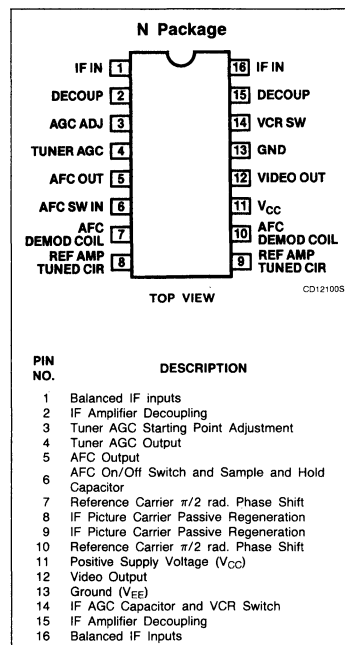 N Package
IF IN 1
16 IF IN
DECOUP 2
15 DECOUP
AGC ADJ 3
14 VCR SW
TUNER AGC 4
13 GND
AFC OUT 5
12 VIDEO OUT
AFC SW IN 6
11 VCC
AFC
DEMOD COIL 7
10 AFC
DEMOD COIL
REF AMP
TUNED CIR 8
9 REF AMP
TUNED CIR
TOP VIEW
CD12100S
PIN
NO.
DESCRIPTION
1 Balanced IF inputs
2 IF Amplifier Decoupling
3 Tuner AGC Starting Point Adjustment
4 Tuner AGC Output
5 AFC Output
6 AFC On/Off Switch and Sample and Hold
Capacitor
7 Reference Carrier π/2 rad. Phase Shift
8 IF Picture Carrier Passive Regeneration
9 IF Picture Carrier Passive Regeneration
10 Reference Carrier π/2 rad. Phase Shift
11 Positive Supply Voltage (VCC)
12 Video Output
13 Ground (VEE)
14 IF AGC Capacitor and VCR Switch
15 IF Amplifier Decoupling
16 Balanced IF Inputs